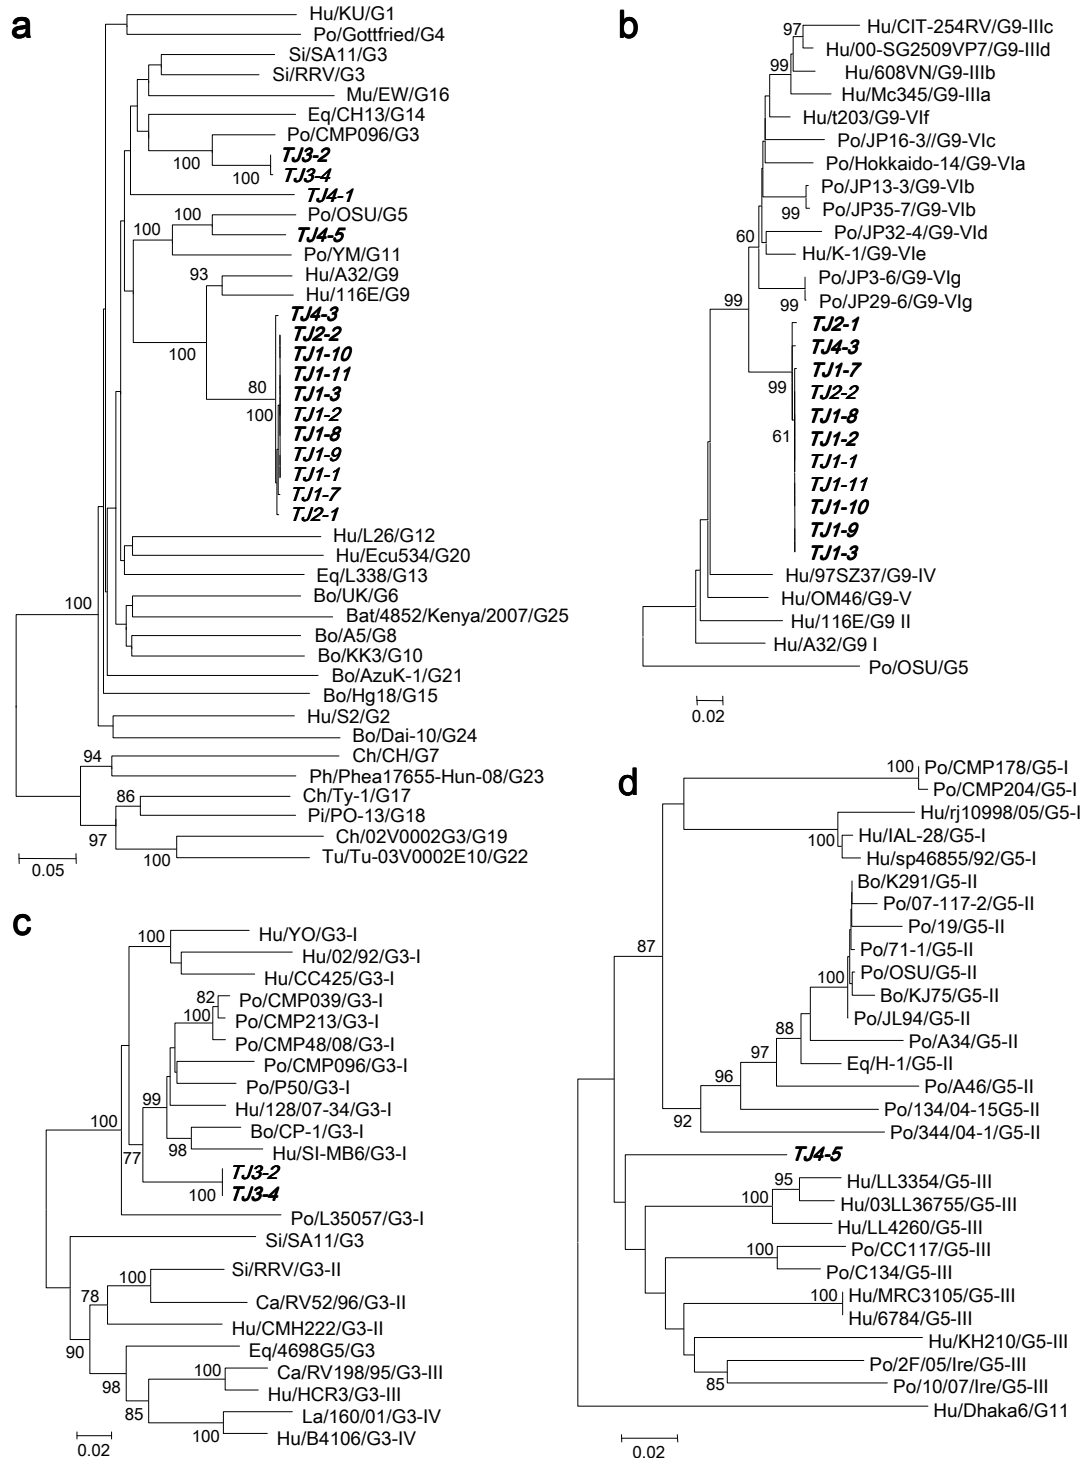 a
Hu/KU/G1
Po/Gottfried/G4
Si/SA11/G3
Si/RRV/G3
Mu/EW/G16
Eq/CH13/G14
Po/CMP096/G3
100
TJ3-2
100
TJ3-4
TJ4-1
100
Po/OSU/G5
100
TJ4-5
Po/YM/G11
93
Hu/A32/G9
Hu/116E/G9
TJ4-3
TJ2-2
100
TJ1-10
TJ1-11
80
TJ1-3
100
TJ1-2
TJ1-8
TJ1-9
TJ1-1
TJ1-7
TJ2-1
Hu/L26/G12
Hu/Ecu534/G20
Eq/L338/G13
100
Bo/UK/G6
Bat/4852/Kenya/2007/G25
Bo/A5/G8
Bo/KK3/G10
Bo/AzuK-1/G21
Bo/Hg18/G15
Hu/S2/G2
Bo/Dai-10/G24
94
Ch/CH/G7
Ph/Phea17655-Hun-08/G23
86
Ch/Ty-1/G17
Pi/PO-13/G18
97
Ch/02V0002G3/G19
100
Tu/Tu-03V0002E10/G22
0.05
b
97
Hu/CIT-254RV/G9-IIIc
Hu/00-SG2509VP7/G9-IIId
99
Hu/608VN/G9-IIIb
Hu/Mc345/G9-IIIa
Hu/t203/G9-VIf
Po/JP16-3//G9-VIc
Po/Hokkaido-14/G9-VIa
Po/JP13-3/G9-VIb
99
Po/JP35-7/G9-VIb
60
Po/JP32-4/G9-VId
Hu/K-1/G9-VIe
Po/JP3-6/G9-VIg
99
99
Po/JP29-6/G9-VIg
TJ2-1
TJ4-3
TJ1-7
99
TJ2-2
TJ1-8
61
TJ1-2
TJ1-1
TJ1-11
TJ1-10
TJ1-9
TJ1-3
Hu/97SZ37/G9-IV
Hu/OM46/G9-V
Hu/116E/G9 II
Hu/A32/G9 I
Po/OSU/G5
0.02
c
100
Hu/YO/G3-I
Hu/02/92/G3-I
Hu/CC425/G3-I
82
Po/CMP039/G3-I
100
Po/CMP213/G3-I
Po/CMP48/08/G3-I
Po/CMP096/G3-I
Po/P50/G3-I
99
Hu/128/07-34/G3-I
100
Bo/CP-1/G3-I
98
Hu/SI-MB6/G3-I
77
TJ3-2
100
TJ3-4
Po/L35057/G3-I
Si/SA11/G3
100
Si/RRV/G3-II
78
Ca/RV52/96/G3-II
Hu/CMH222/G3-II
90
Eq/4698G5/G3
100
Ca/RV198/95/G3-III
98
Hu/HCR3/G3-III
85
La/160/01/G3-IV
100
Hu/B4106/G3-IV
0.02
d
100
Po/CMP178/G5-I
Po/CMP204/G5-I
Hu/rj10998/05/G5-I
100
Hu/IAL-28/G5-I
Hu/sp46855/92/G5-I
Bo/K291/G5-II
Po/07-117-2/G5-II
Po/19/G5-II
87
Po/71-1/G5-II
100
Po/OSU/G5-II
Bo/KJ75/G5-II
Po/JL94/G5-II
88
Po/A34/G5-II
97
Eq/H-1/G5-II
96
Po/A46/G5-II
Po/134/04-15G5-II
92
Po/344/04-1/G5-II
TJ4-5
95
Hu/LL3354/G5-III
100
Hu/03LL36755/G5-III
Hu/LL4260/G5-III
100
Po/CC117/G5-III
Po/C134/G5-III
100
Hu/MRC3105/G5-III
Hu/6784/G5-III
Hu/KH210/G5-III
Po/2F/05/Ire/G5-III
85
Po/10/07/Ire/G5-III
Hu/Dhaka6/G11
0.02